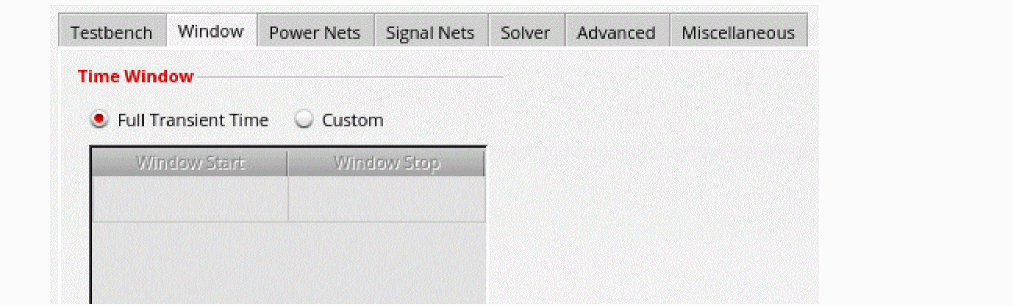 Testbench Window Power Nets Signal Nets Solver Advanced Miscellaneous
Time Window
Full Transient Time Custom
Window Start Window Stop